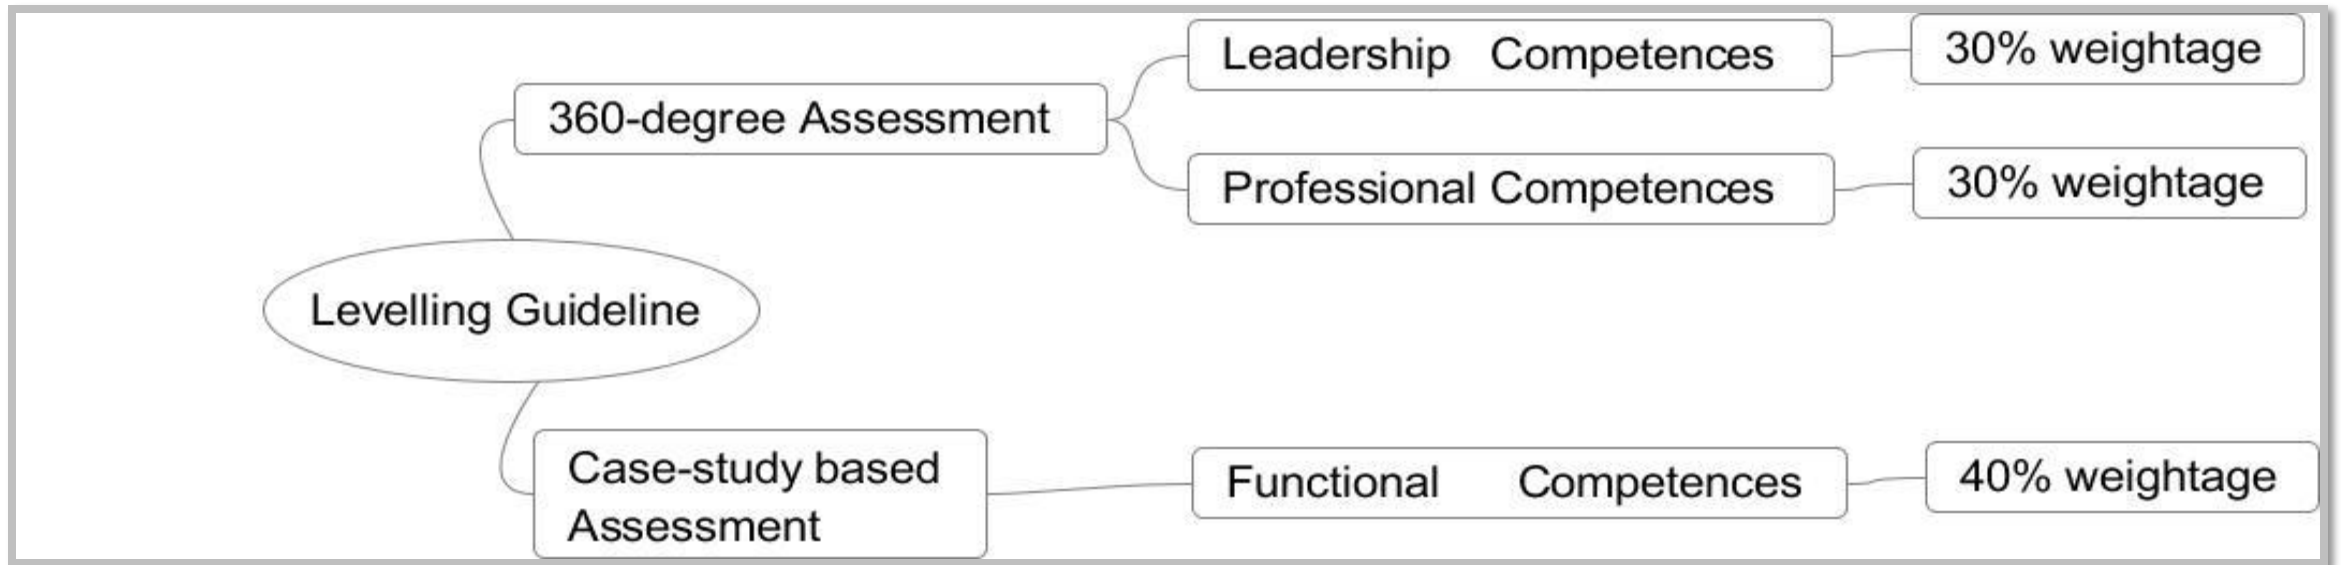 Leadership Competences
30% weightage
360-degree Assessment
Professional Competences
30% weightage
Levelling Guideline
Case-study based
Assessment
Functional Competences
40% weightage